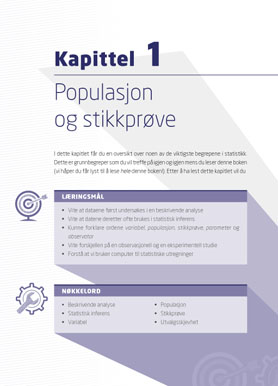 Kapittel 1
Populasjon
og stikkprøve
I dette kapitlet får du en oversikt over noen av de viktigste begrepene i statistikk.
Dette er grunnbegreper som du vil treffe på igjen og igjen mens du leser denne boken
(vi håper du får lyst til å lese hele denne boken!). Etter å ha lest dette kapitlet vil du
LÆRINGSMÅL
• Vite at dataene først undersøkes i en beskrivende analyse
• Vite at dataene deretter ofte brukes i statistisk inferens
• Kunne forklare ordene variabel, populasjon, stikkprøve, parameter og
observator
• Vite forskjellen på en observasjonell og en eksperimentell studie
• Forstå at vi bruker computer til statistiske utregninger
NØKKELORD
• Beskrivende analyse
• Statistisk inferens
• Variabel
• Populasjon
• Stikkprøve
• Utvalgsskjevhet